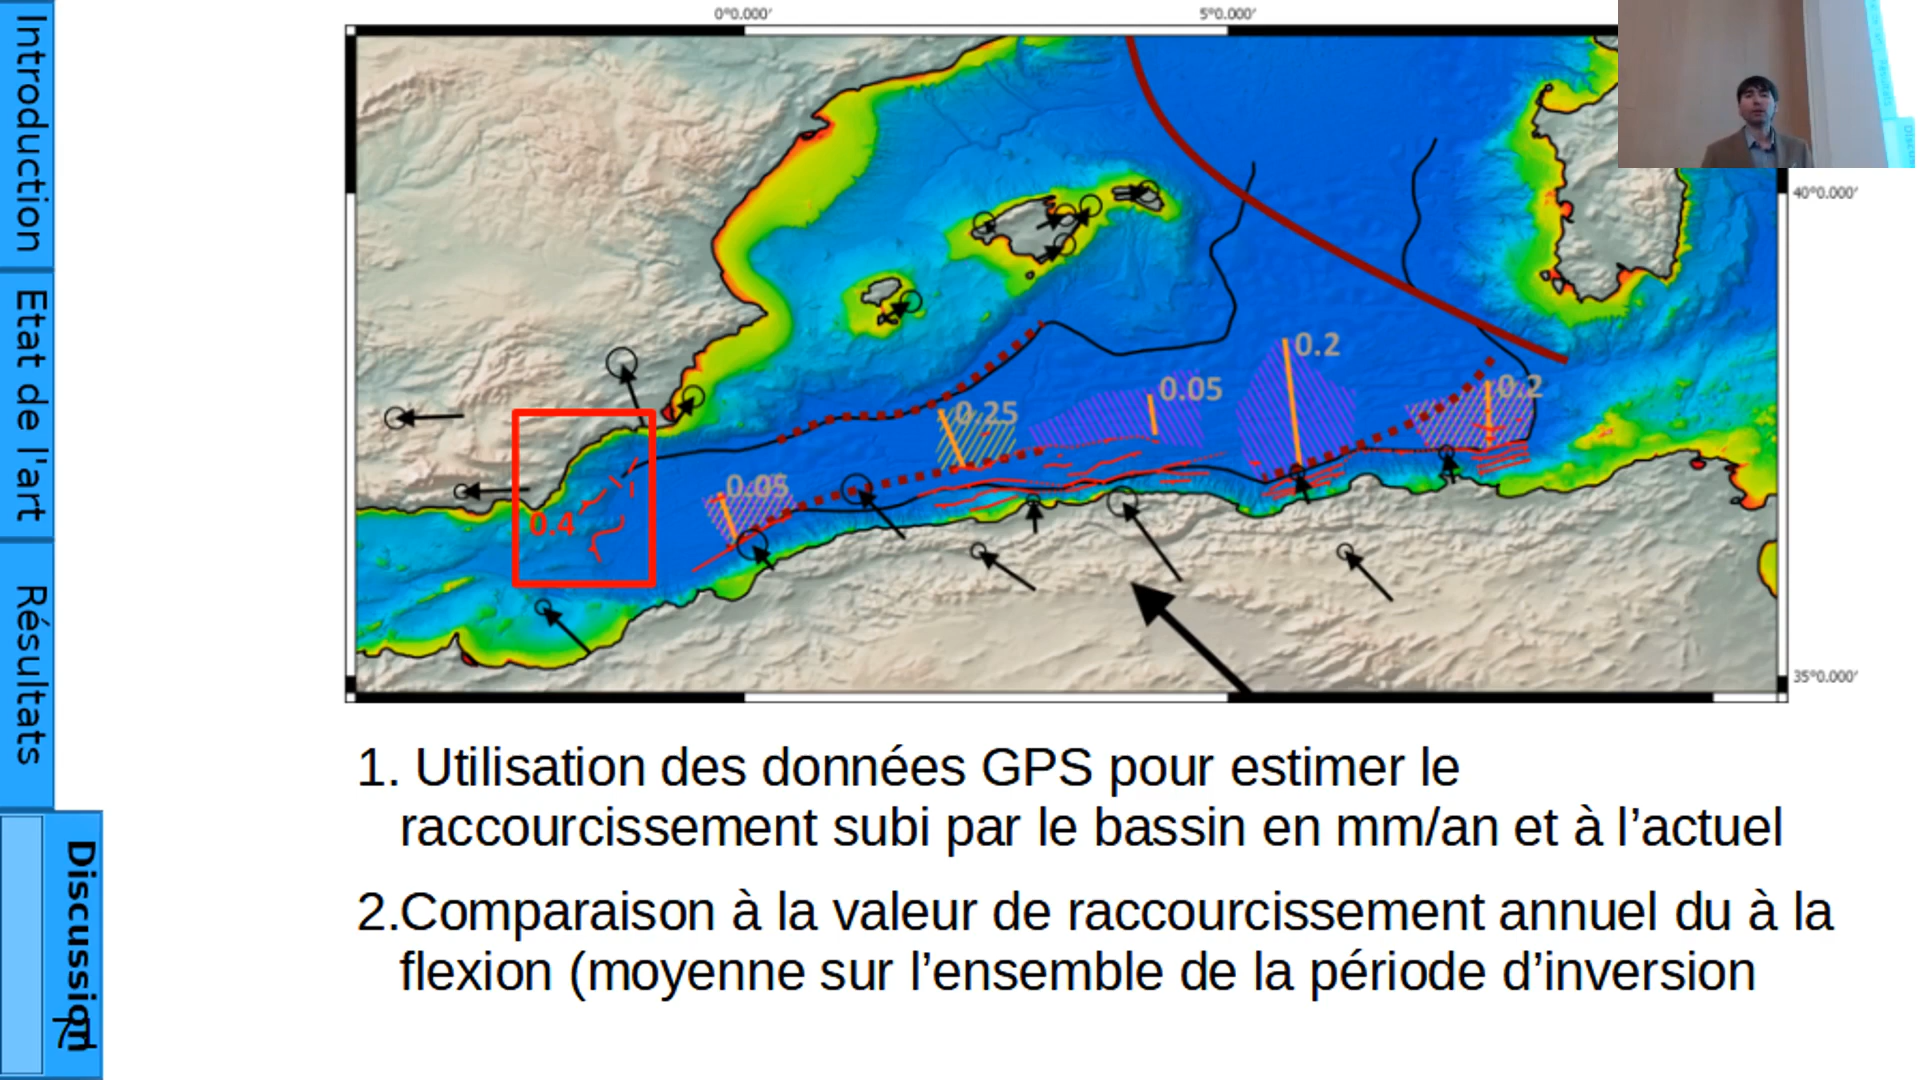 Introduction
Etat de l'art
Résultats
Discussion
0°0.000'
5°0.000'
40°0.000'
35°0.000'
0.2
0.05
0.2
0.25
0.05
0.4
1. Utilisation des données GPS pour estimer le
raccourcissement subi par le bassin en mm/an et à l’actuel
2.Comparaison à la valeur de raccourcissement annuel du à la
flexion (moyenne sur l’ensemble de la période d’inversion